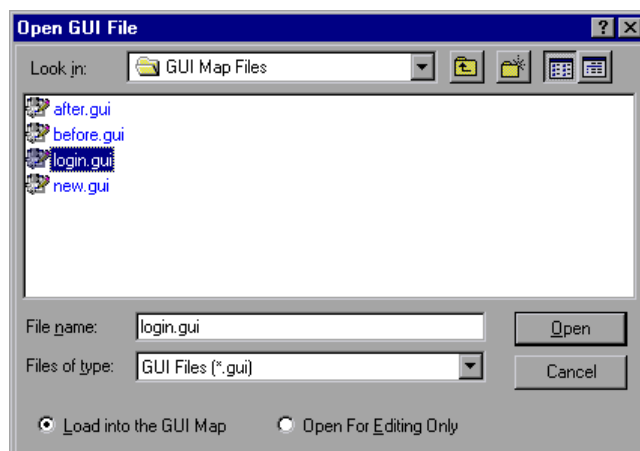 Open GUI File
Look in: GUI Map Files
after.gui
before.gui
login.gui
new.gui
File name: login.gui Open
Files of type: GUI Files (*.gui) Cancel
Load into the GUI Map Open For Editing Only